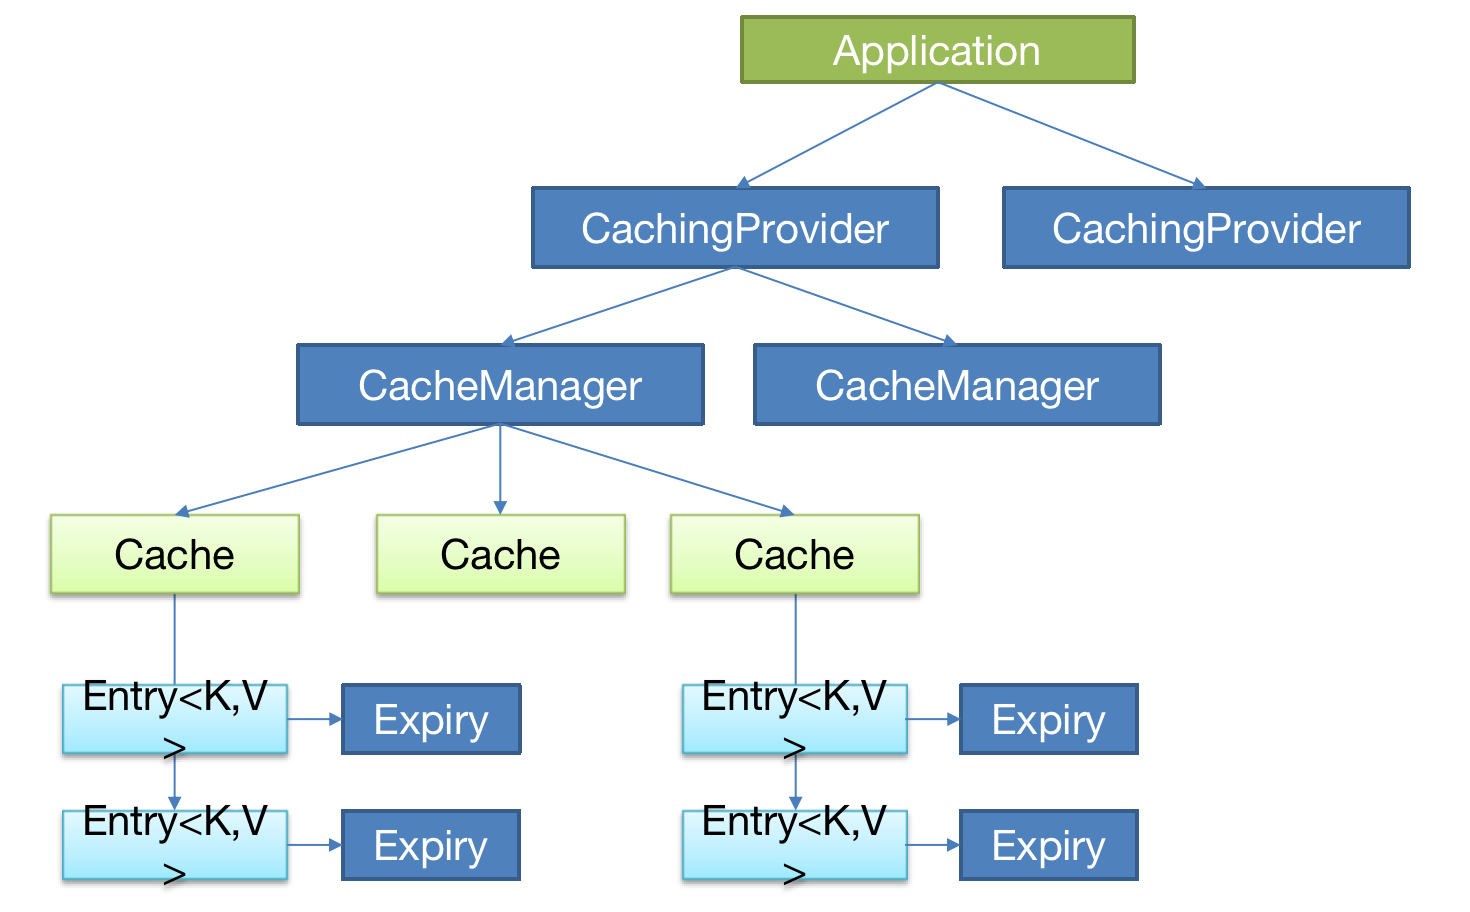 Application
CachingProvider
CachingProvider
CacheManager
CacheManager
Cache
Cache
Cache
Entry<K,V
>
Expiry
Entry<K,V
>
Expiry
Entry<K,V
>
Expiry
Entry<K,V
>
Expiry